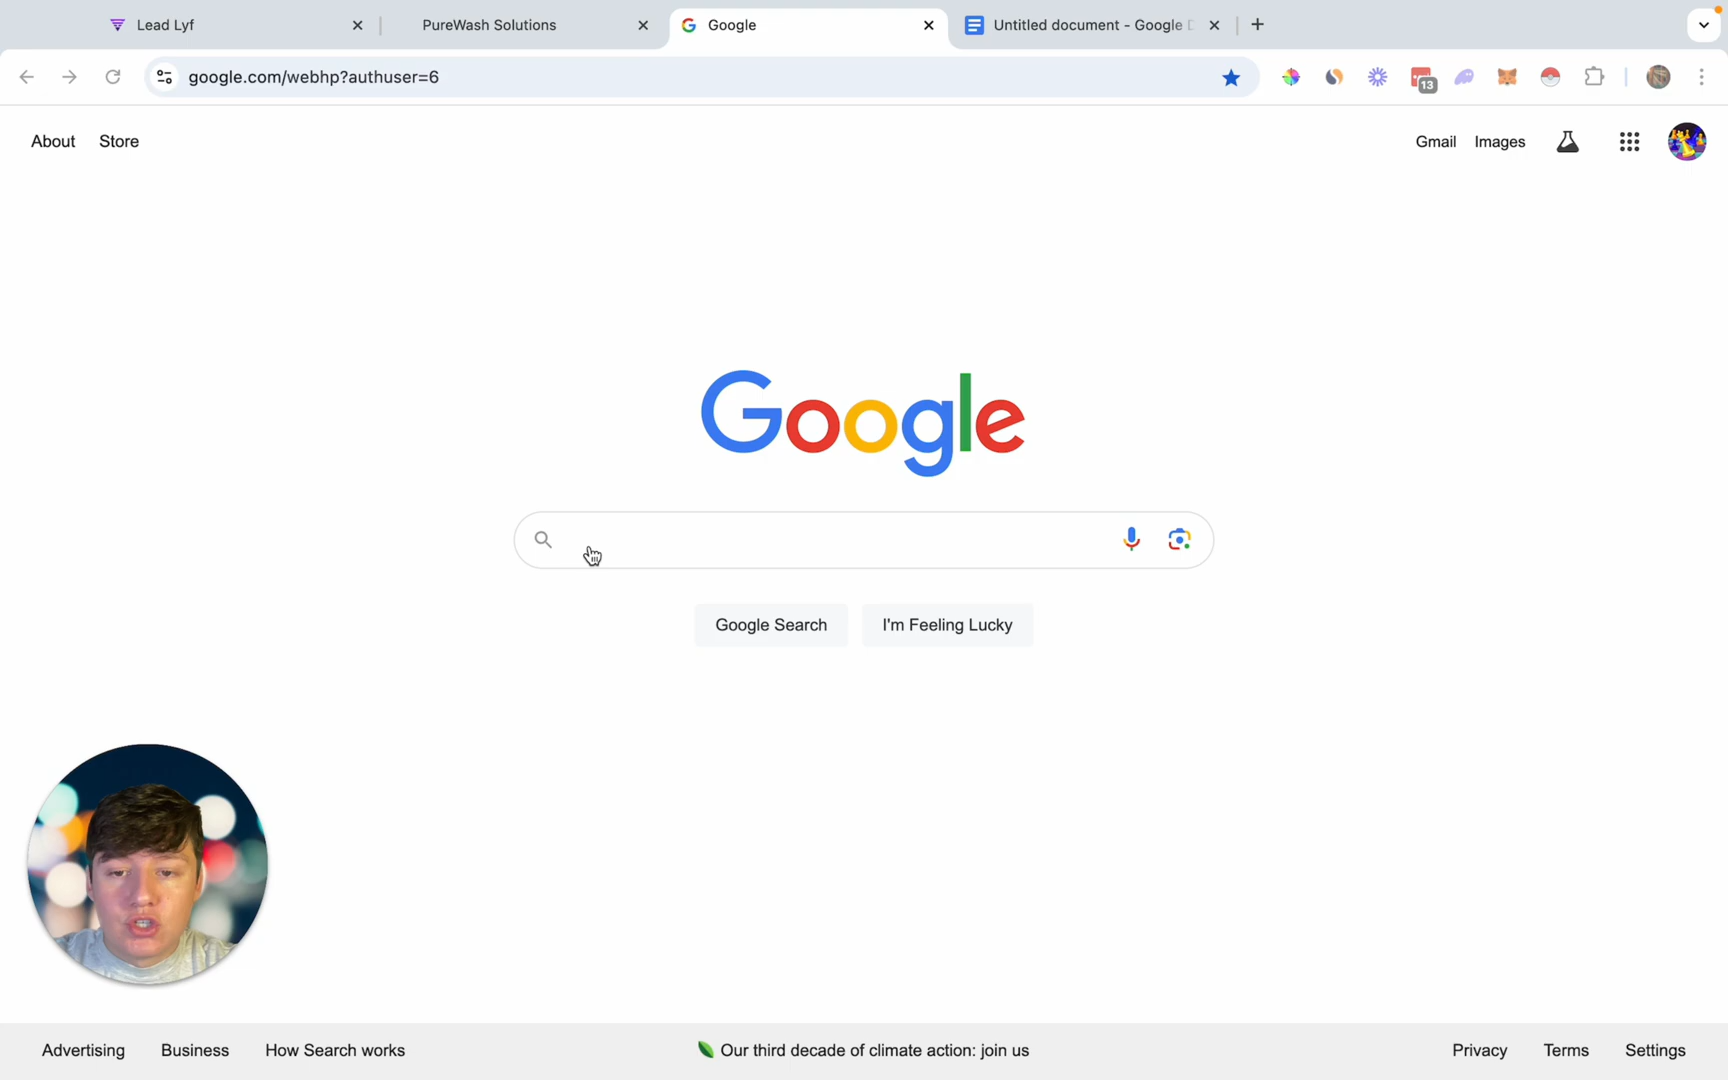 Lead Lyf
PureWash Solutions
Google
Untitled document - Google D
google.com/webhp?authuser=6
13
About
Store
Gmail
Images
Google
Google Search
I'm Feeling Lucky
Advertising
Business
How Search works
Our third decade of climate action: join us
Privacy
Terms
Settings